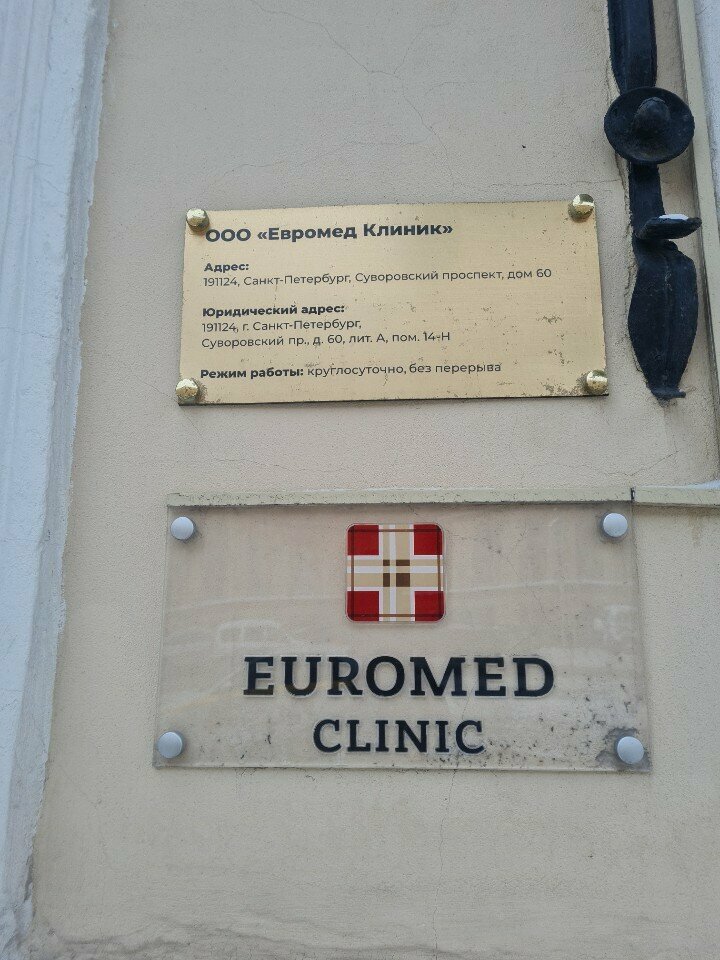 ООО «Евромед Клиник»
Адрес:
191124, Санкт-Петербург, Суворовский проспект, дом 60
Юридический адрес:
191124, г. Санкт-Петербург,
Суворовский пр., д. 60, лит. А, пом. 14-Н
Режим работы: круглосуточно, без перерыва
EUROMED
CLINIC